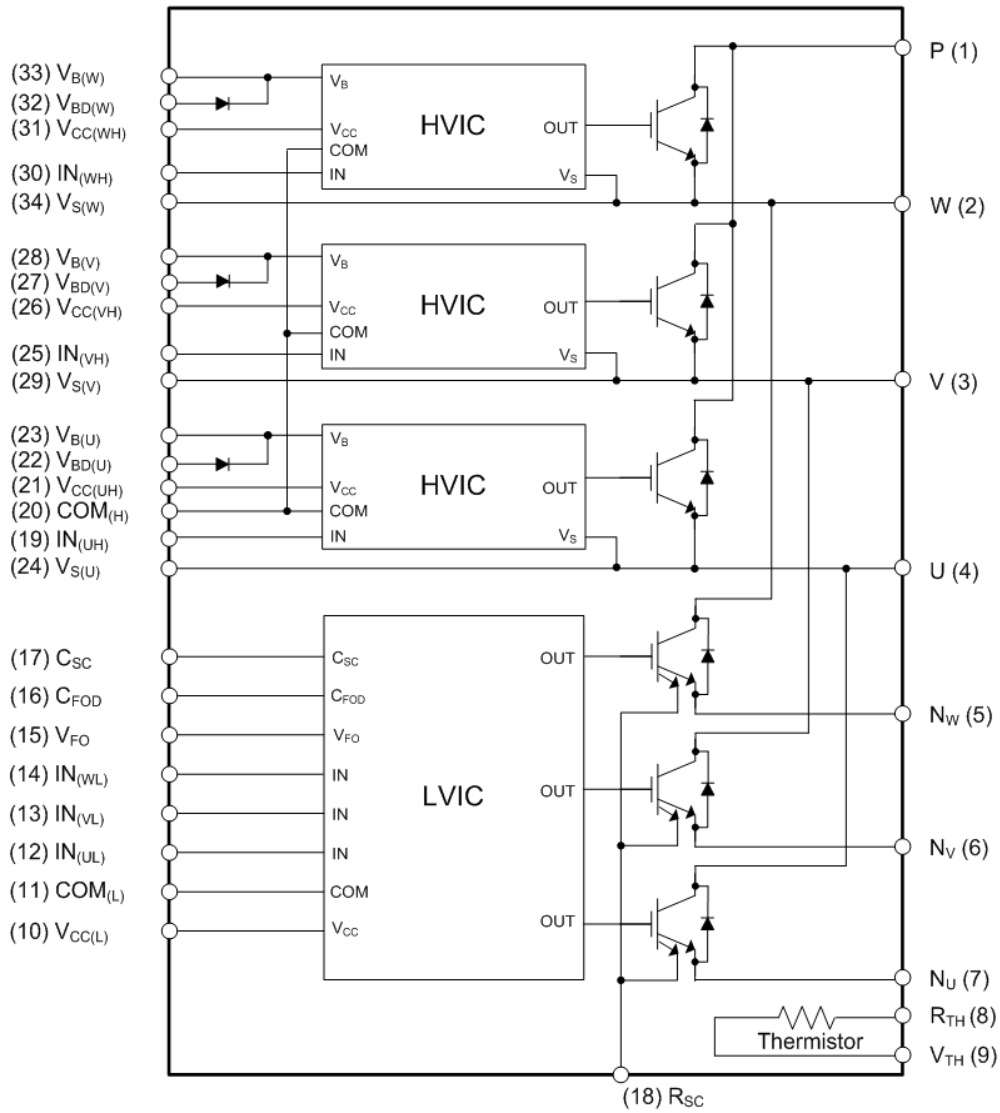 (33) VB(W)
(32) VBD(W)
(31) VCC(WH)
(30) IN(WH)
(34) VS(W)
VB
VCC
COM
IN
HVIC
OUT
VS
P (1)
W (2)
(28) VB(V)
(27) VBD(V)
(26) VCC(VH)
(25) IN(VH)
(29) VS(V)
VB
VCC
COM
IN
HVIC
OUT
VS
V (3)
(23) VB(U)
(22) VBD(U)
(21) VCC(UH)
(20) COM(H)
(19) IN(UH)
(24) VS(U)
VB
VCC
COM
IN
HVIC
OUT
VS
U (4)
(17) CSC
(16) CFOD
(15) VFO
(14) IN(WL)
(13) IN(VL)
(12) IN(UL)
(11) COM(L)
(10) VCC(L)
CSC
CFOD
VFO
IN
IN
IN
COM
VCC
LVIC
OUT
OUT
OUT
NW (5)
NV (6)
NU (7)
RTH (8)
Thermistor
VTH (9)
(18) RSC